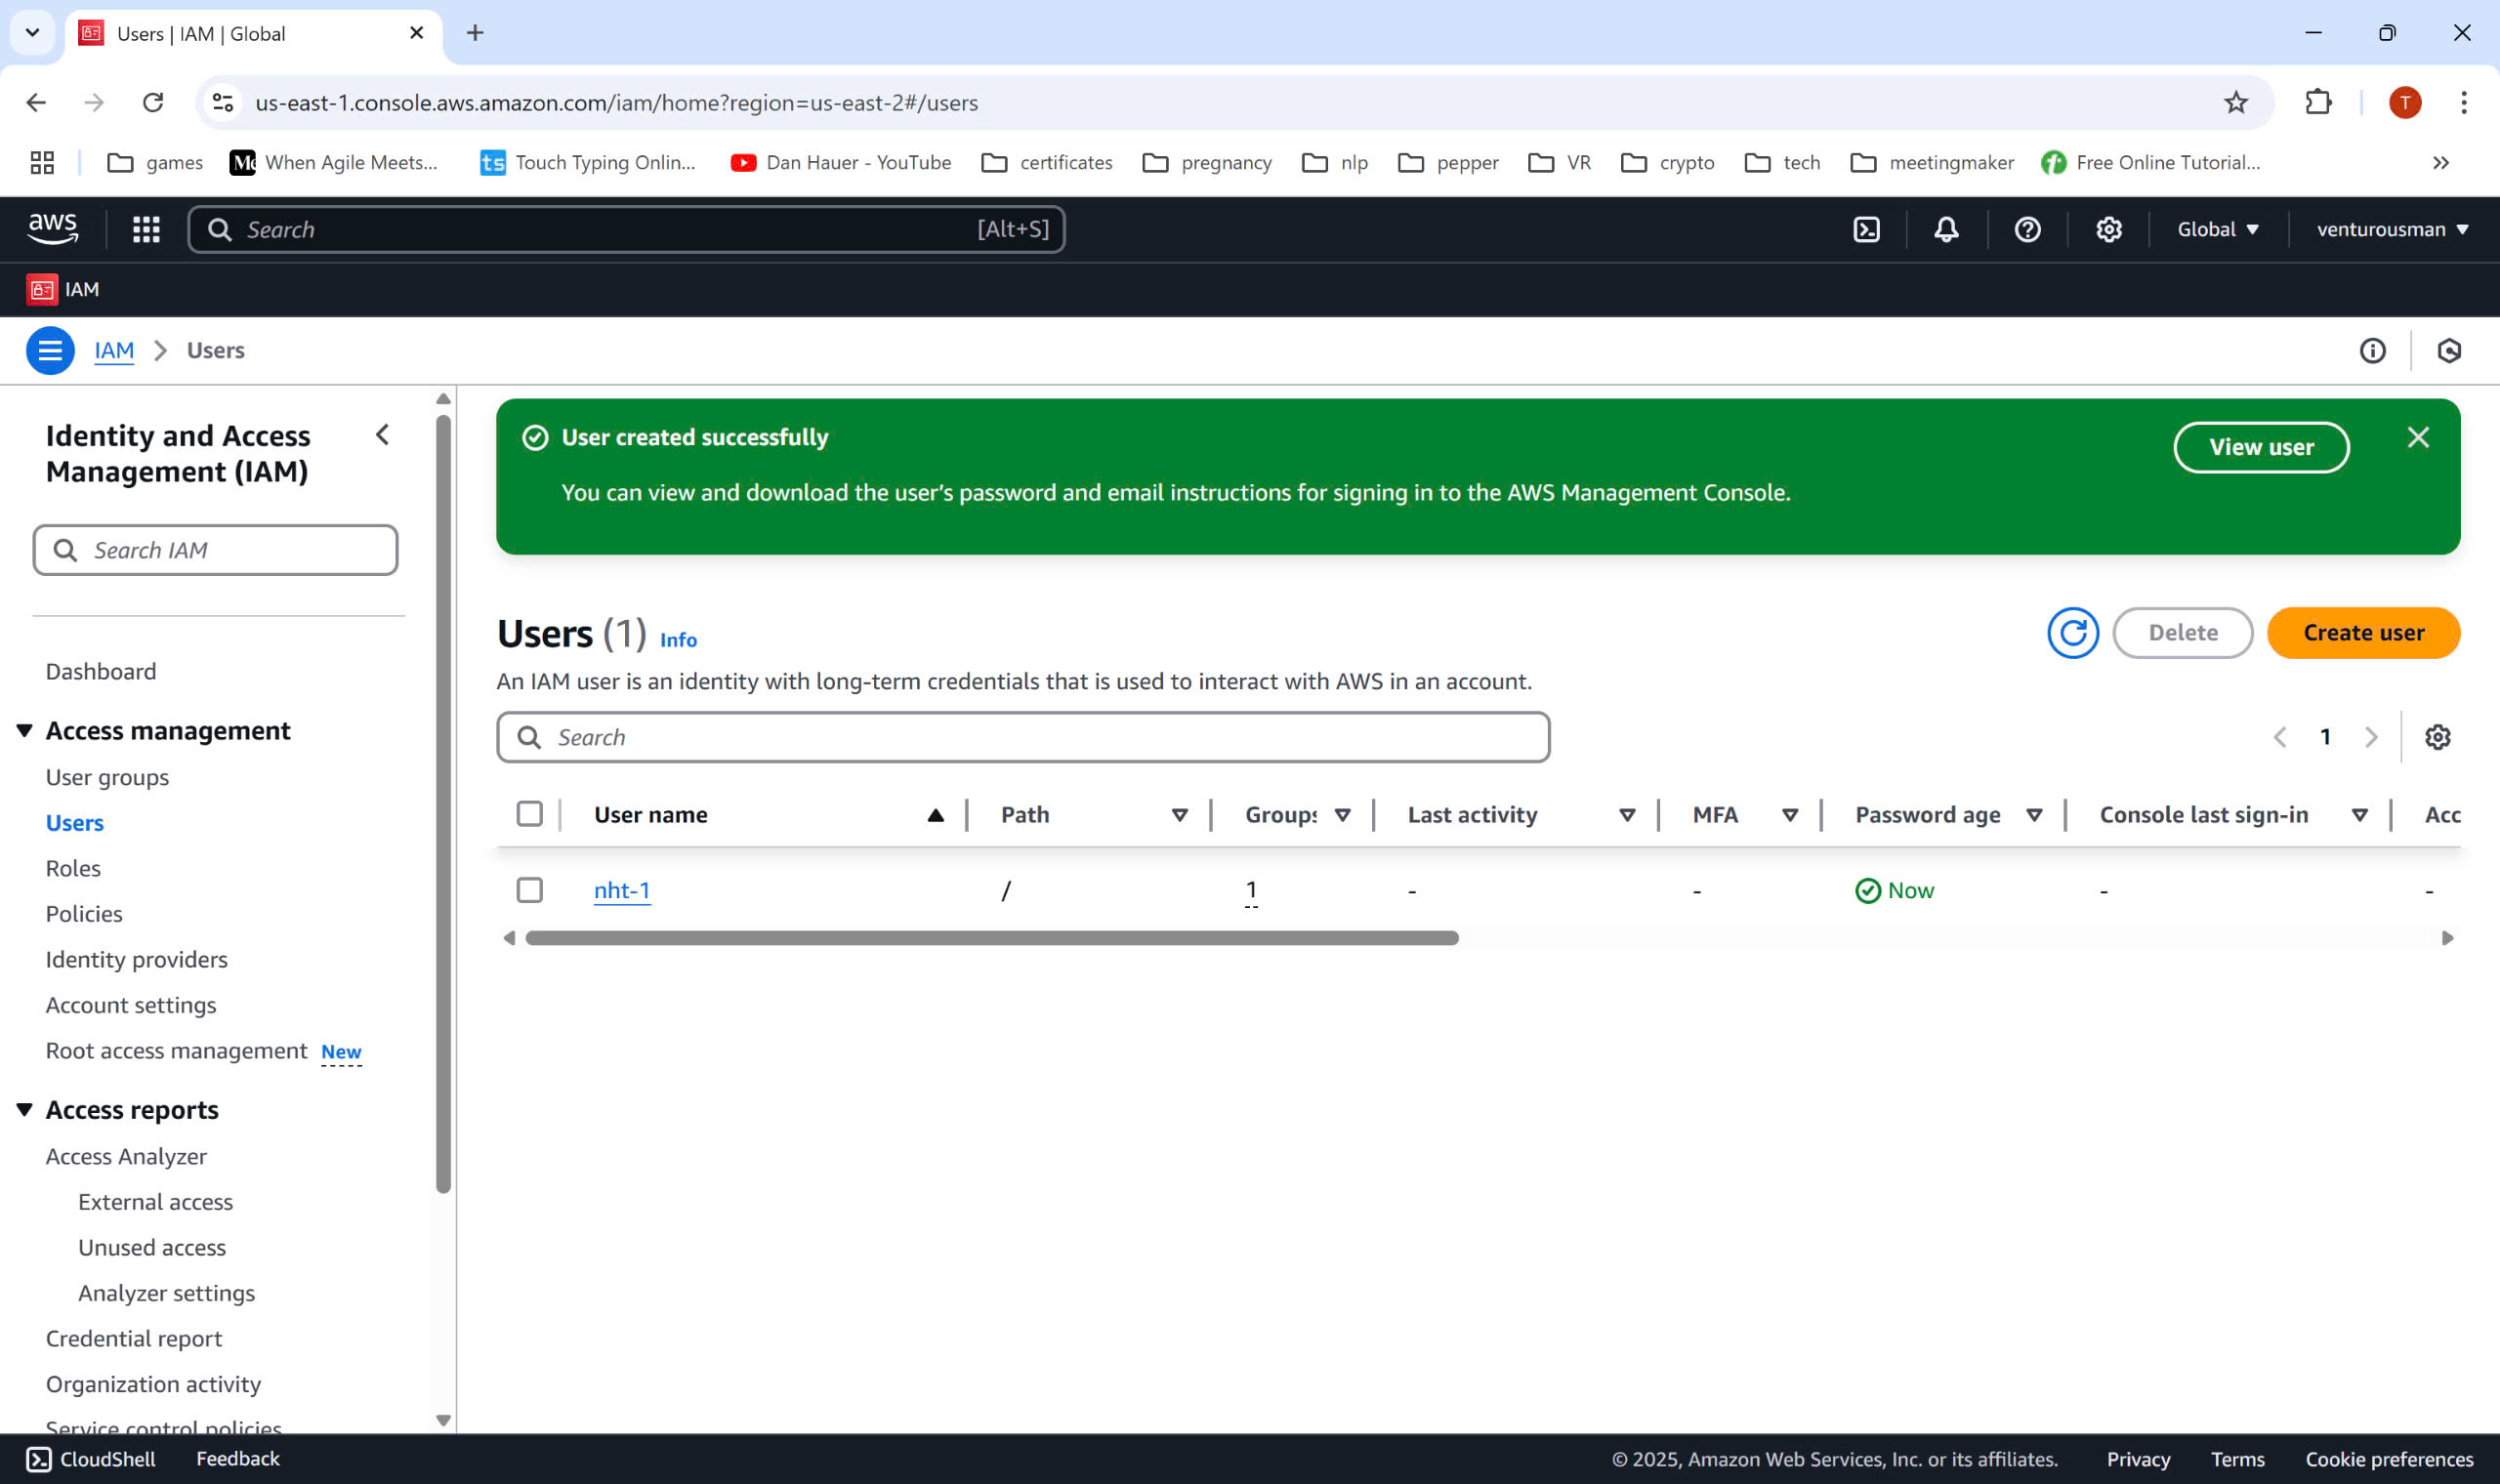 Users | IAM | Global
us-east-1.console.aws.amazon.com/iam/home?region=us-east-2#/users
T
games
When Agile Meets...
ts Touch Typing Onlin...
Dan Hauer - YouTube
certificates
pregnancy
nlp
pepper
VR
crypto
tech
meetingmaker
Free Online Tutorial...
aws
Search [Alt+S]
Global
venturousman
IAM
IAM > Users
Identity and Access
Management (IAM)
Search IAM
Dashboard
Access management
User groups
Users
Roles
Policies
Identity providers
Account settings
Root access management New
Access reports
Access Analyzer
External access
Unused access
Analyzer settings
Credential report
Organization activity
Service control policies
User created successfully
View user
You can view and download the user's password and email instructions for signing in to the AWS Management Console.
Users (1) Info
Delete
Create user
An IAM user is an identity with long-term credentials that is used to interact with AWS in an account.
Search
1
User name Path Groups Last activity MFA Password age Console last sign-in Acc
nht-1 / 1 - - Now - -
CloudShell Feedback © 2025, Amazon Web Services, Inc. or its affiliates. Privacy Terms Cookie preferences